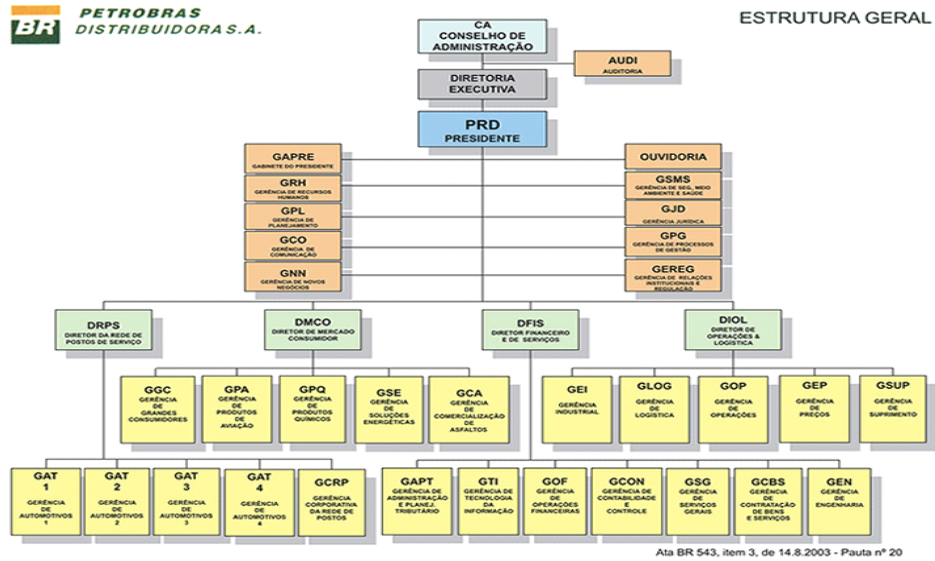 BR
PETROBRAS
DISTRIBUIDORA S.A.
ESTRUTURA GERAL
CA
CONSELHO DE
ADMINISTRAÇÃO
AUDI
AUDITORIA
DIRETORIA
EXECUTIVA
PRD
PRESIDENTE
GAPRE
GABINETE DO PRESIDENTE
OUVIDORIA
GRH
GERÊNCIA DE RECURSOS
HUMANOS
GSMS
GERÊNCIA DE SEG, MEIO
AMBIENTE E SAÚDE
GPL
GERÊNCIA DE
PLANEJAMENTO
GJD
GERÊNCIA JURÍDICA
GCO
GERÊNCIA DE
COMUNICAÇÃO
GPG
GERÊNCIA DE PROCESSOS
DE GESTÃO
GNN
GERÊNCIA DE NOVOS
NEGÓCIOS
GEREG
GERÊNCIA DE RELAÇÕES
INSTITUCIONAIS E
REGULAÇÃO
DRPS
DIRETOR DA REDE DE
POSTOS DE SERVIÇO
DMCO
DIRETOR DE MERCADO
CONSUMIDOR
DFIS
DIRETOR FINANCEIRO
E DE SERVIÇOS
DIOL
DIRETOR DE
OPERAÇÕES &
LOGÍSTICA
GGC
GERÊNCIA
DE
GRANDES
CONSUMIDORES
GPA
GERÊNCIA
DE
PRODUTOS
DE
AVIAÇÃO
GPQ
GERÊNCIA
DE
PRODUTOS
QUÍMICOS
GSE
GERÊNCIA
DE
SOLUÇÕES
ENERGÉTICAS
GCA
GERÊNCIA
DE
COMERCIALIZAÇÃO
DE
ASFALTOS
GEI
GERÊNCIA
INDUSTRIAL
GLOG
GERÊNCIA
DE
LOGÍSTICA
GOP
GERÊNCIA
DE
OPERAÇÕES
GEP
GERÊNCIA
DE
PREÇOS
GSUP
GERÊNCIA
DE
SUPRIMENTO
GAT
1
GERÊNCIA
DE
AUTOMOTIVOS
1
GAT
2
GERÊNCIA
DE
AUTOMOTIVOS
2
GAT
3
GERÊNCIA
DE
AUTOMOTIVOS
3
GAT
4
GERÊNCIA
DE
AUTOMOTIVOS
4
GCRP
GERÊNCIA
CORPORATIVA
DA REDE DE
POSTOS
GAPT
GERÊNCIA DE
ADMINISTRAÇÃO
E PLANEJ.
TRIBUTÁRIO
GTI
GERÊNCIA DE
TECNOLOGIA
DA
INFORMAÇÃO
GOF
GERÊNCIA
DE
OPERAÇÕES
FINANCEIRAS
GCON
GERÊNCIA DE
CONTABILIDADE
E
CONTROLE
GSG
GERÊNCIA
DE
SERVIÇOS
GERAIS
GCBS
GERÊNCIA
DE
CONTRATAÇÃO
DE BENS
E SERVIÇOS
GEN
GERÊNCIA
DE
ENGENHARIA
Ata BR 543, item 3, de 14.8.2003 - Pauta nº 20